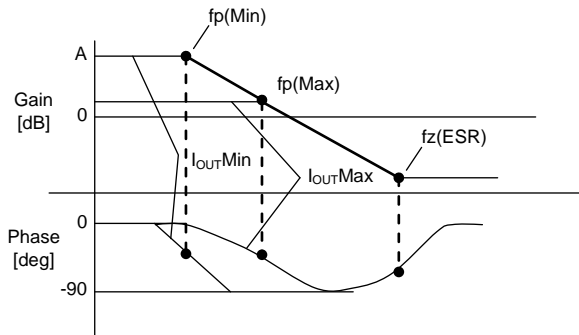 fp(Min)
A
fp(Max)
Gain
[dB]
0
fz(ESR)
IOUTMin
IOUTMax
0
Phase
[deg]
-90